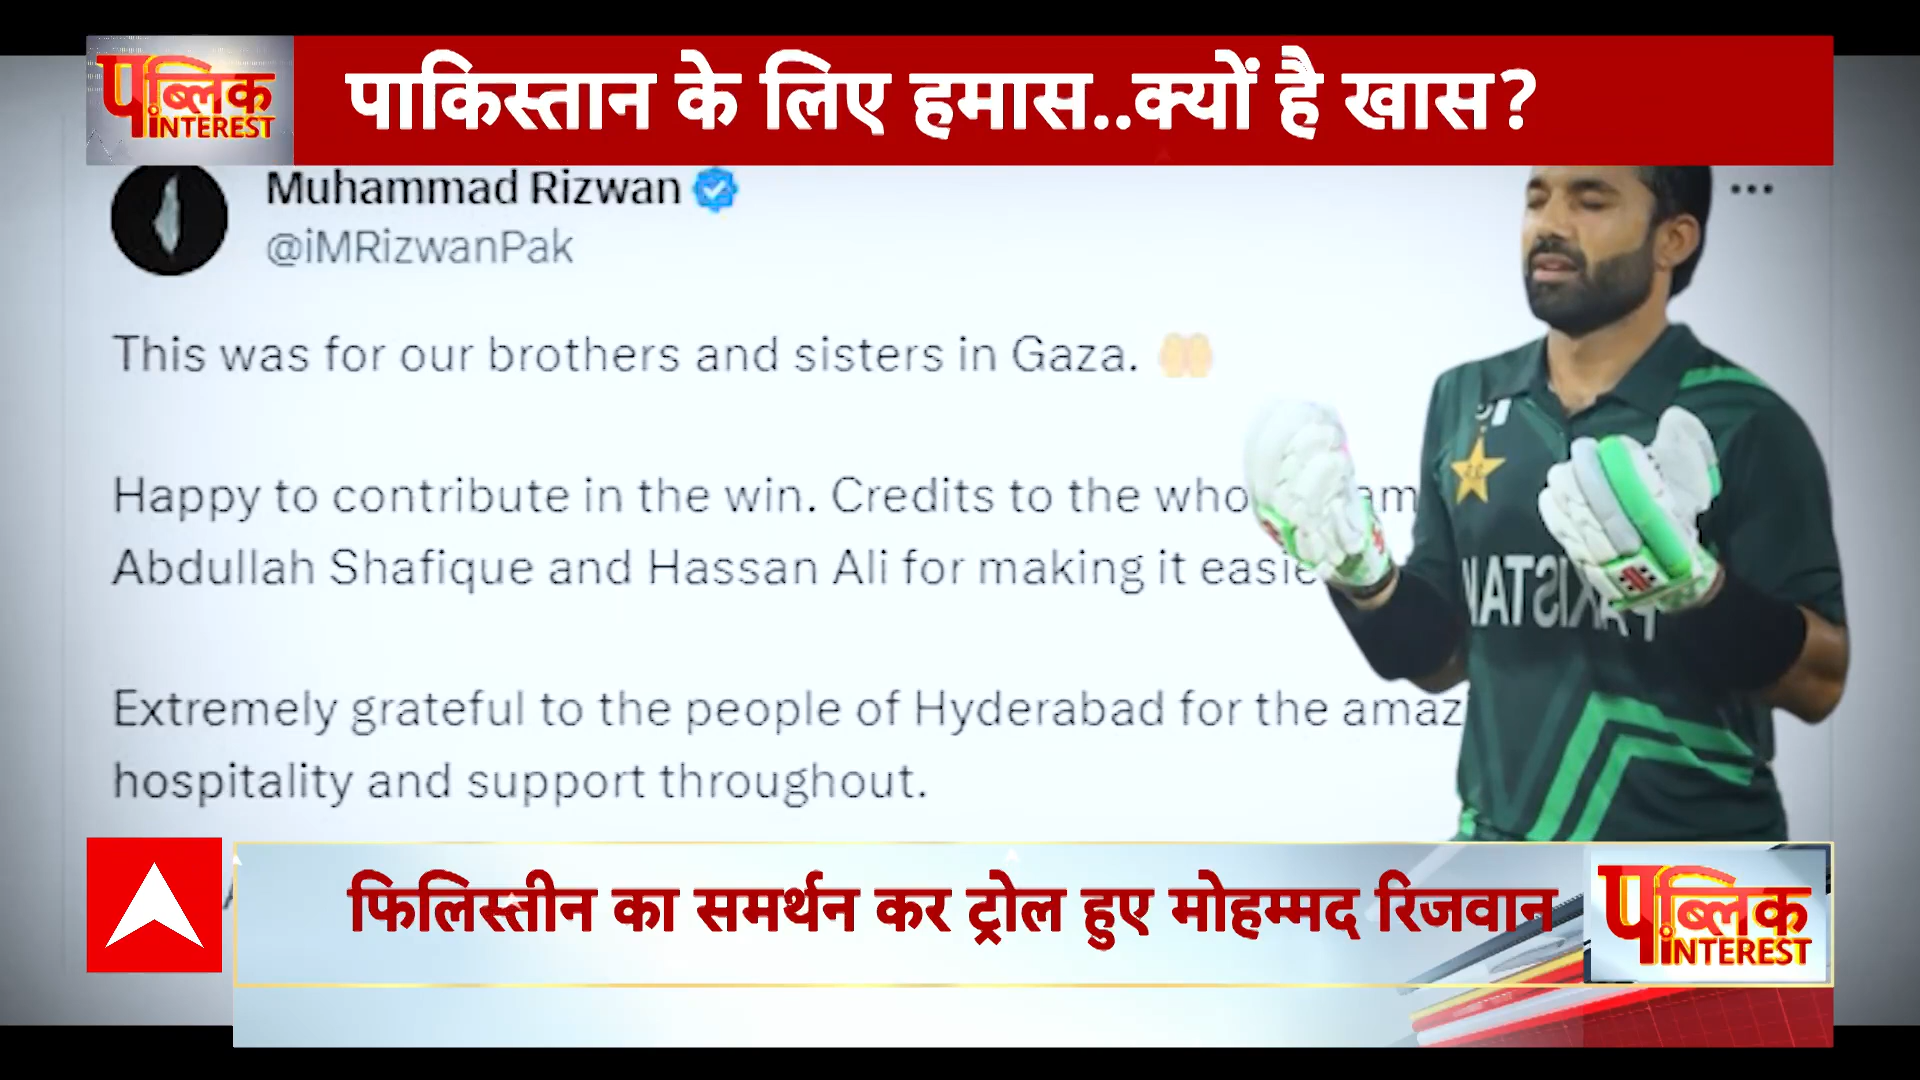 पब्लिक
INTEREST
पाकिस्तान के लिए हमास..क्यों है खास?
Muhammad Rizwan
@iMRizwanPak
This was for our brothers and sisters in Gaza. 🤲
Happy to contribute in the win. Credits to the who am
Abdullah Shafique and Hassan Ali for making it easie
Extremely grateful to the people of Hyderabad for the amaz
hospitality and support throughout.
PAKISTAN
फिलिस्तीन का समर्थन कर ट्रोल हुए मोहम्मद रिजवान
पब्लिक
INTEREST